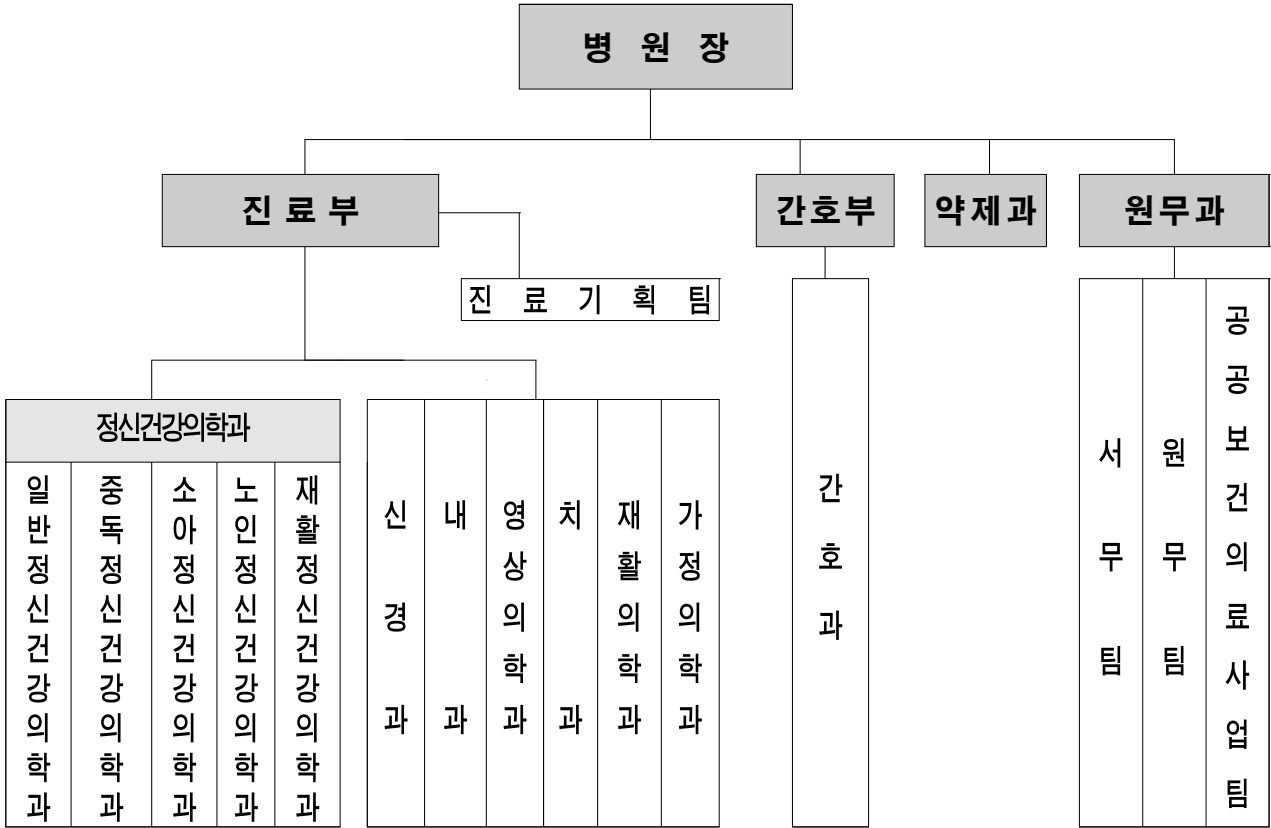 병 원 장
진 료 부
간호부
약제과
원무과
진 료 기 획 팀
정신건강의학과
일반정신건강의학과
중독정신건강의학과
소아정신건강의학과
노인정신건강의학과
재활정신건강의학과
신경과
내과
영상의학과
치과
재활의학과
가정의학과
간호과
서무팀
원무팀
공공보건의료사업팀